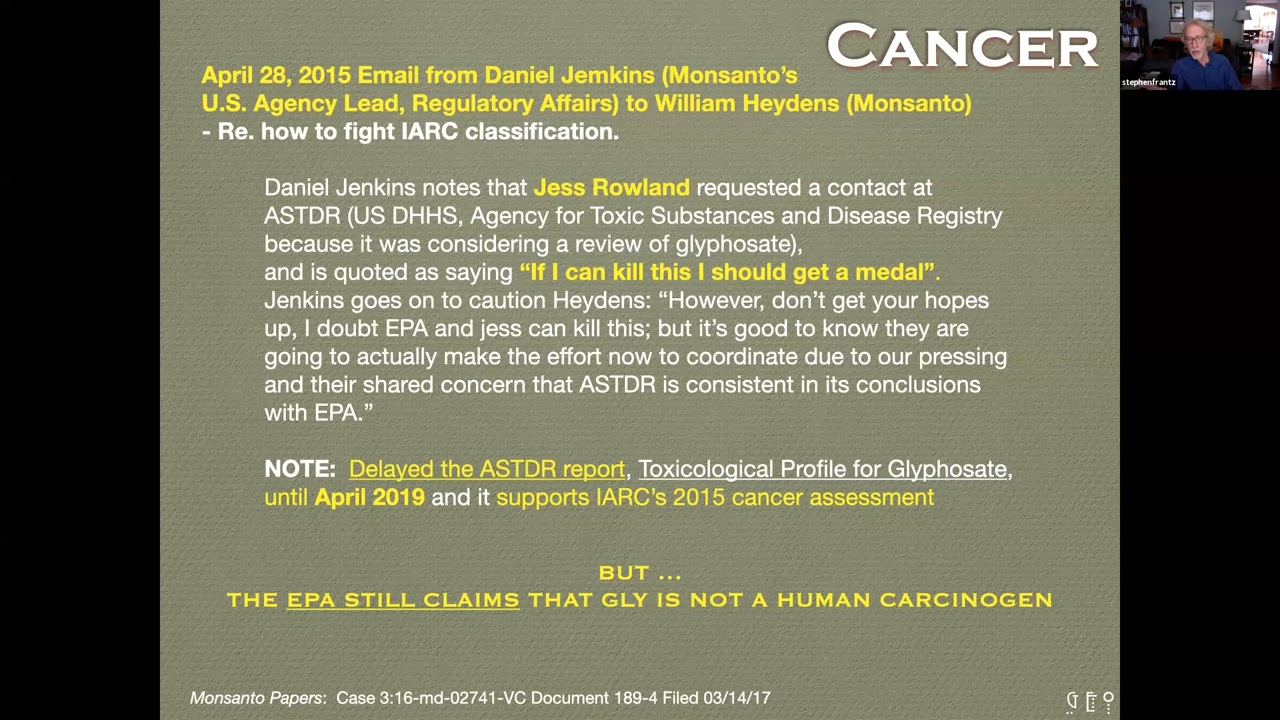 CANCER
stephenfrantz
April 28, 2015 Email from Daniel Jemkins (Monsanto's
U.S. Agency Lead, Regulatory Affairs) to William Heydens (Monsanto)
- Re. how to fight IARC classification.
Daniel Jenkins notes that Jess Rowland requested a contact at
ASTDR (US DHHS, Agency for Toxic Substances and Disease Registry
because it was considering a review of glyphosate),
and is quoted as saying “If I can kill this I should get a medal”.
Jenkins goes on to caution Heydens: “However, don't get your hopes
up, I doubt EPA and jess can kill this; but it's good to know they are
going to actually make the effort now to coordinate due to our pressing
and their shared concern that ASTDR is consistent in its conclusions
with EPA.”
NOTE: Delayed the ASTDR report, Toxicological Profile for Glyphosate,
until April 2019 and it supports IARC's 2015 cancer assessment
BUT ...
THE EPA STILL CLAIMS THAT GLY IS NOT A HUMAN CARCINOGEN
Monsanto Papers: Case 3:16-md-02741-VC Document 189-4 Filed 03/14/17